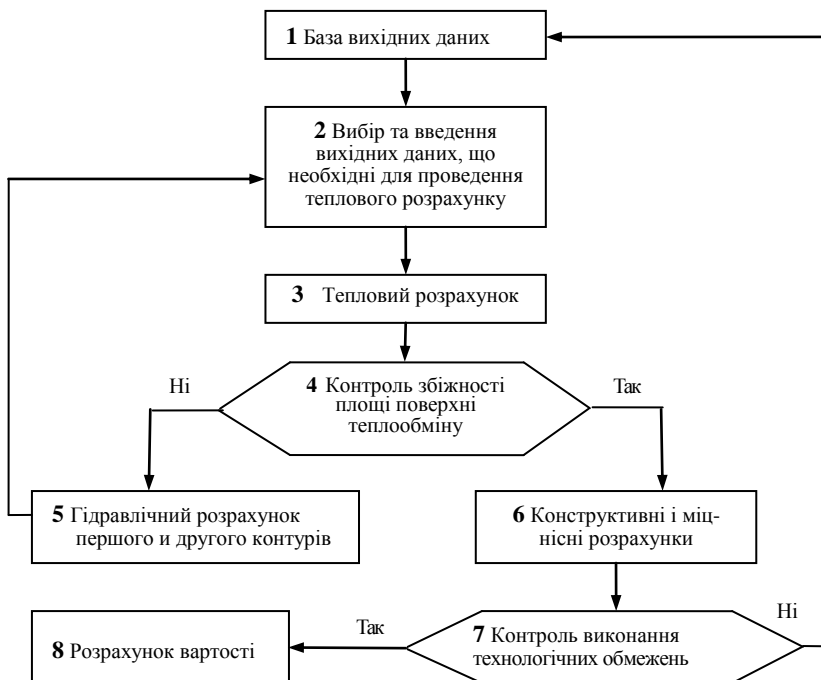 1 База вихідних даних
2 Вибір та введення
вихідних даних, що
необхідні для проведення
теплового розрахунку
3 Тепловий розрахунок
4 Контроль збіжності
площі поверхні
теплообміну
Ні
Так
5 Гідравлічний розрахунок
першого и другого контурів
6 Конструктивні і міц-
нісні розрахунки
7 Контроль виконання
технологічних обмежень
Так
Ні
8 Розрахунок вартості